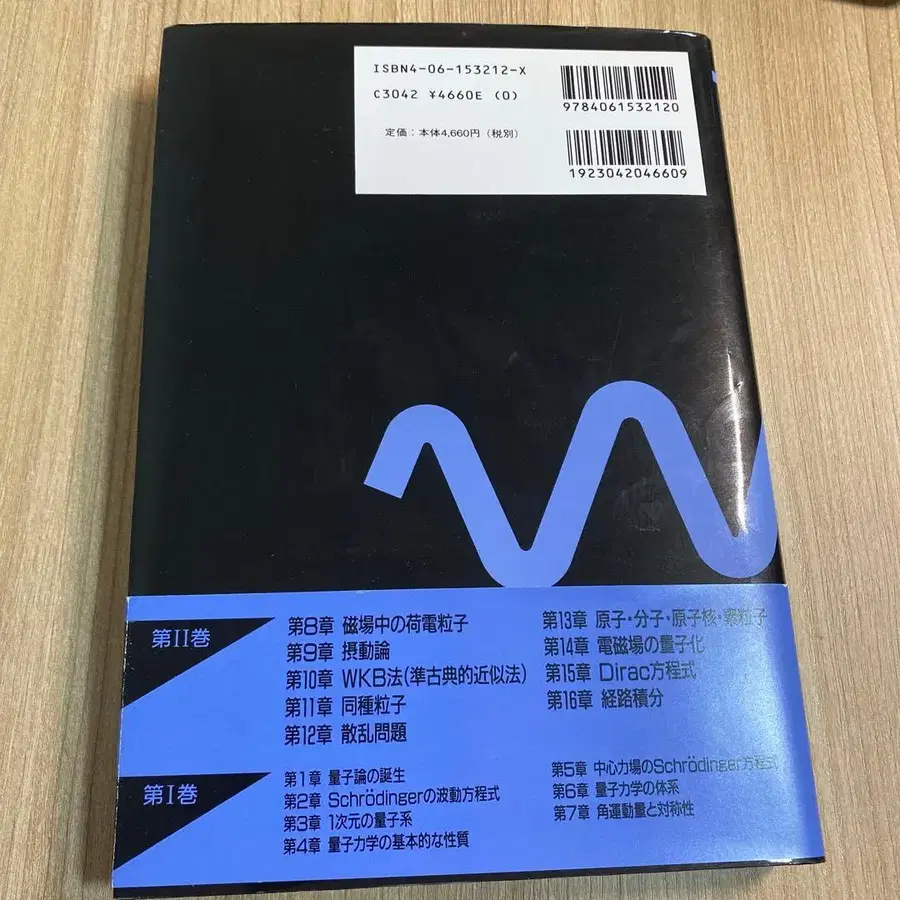 ISBN4-06-153212-X
C3042 ¥4660E (0)
定価：本体4,660円（税別）
9784061532120
1923042046609
第II巻
第8章 磁場中の荷電粒子
第9章 摂動論
第10章 WKB法（準古典的近似法）
第11章 同種粒子
第12章 散乱問題
第13章 原子・分子・原子核・素粒子
第14章 電磁場の量子化
第15章 Dirac方程式
第16章 経路積分
第I巻
第1章 量子論の誕生
第2章 Schrödingerの波動方程式
第3章 1次元の量子系
第4章 量子力学の基本的な性質
第5章 中心力場のSchrödinger方程式
第6章 量子力学の体系
第7章 角運動量と対称性